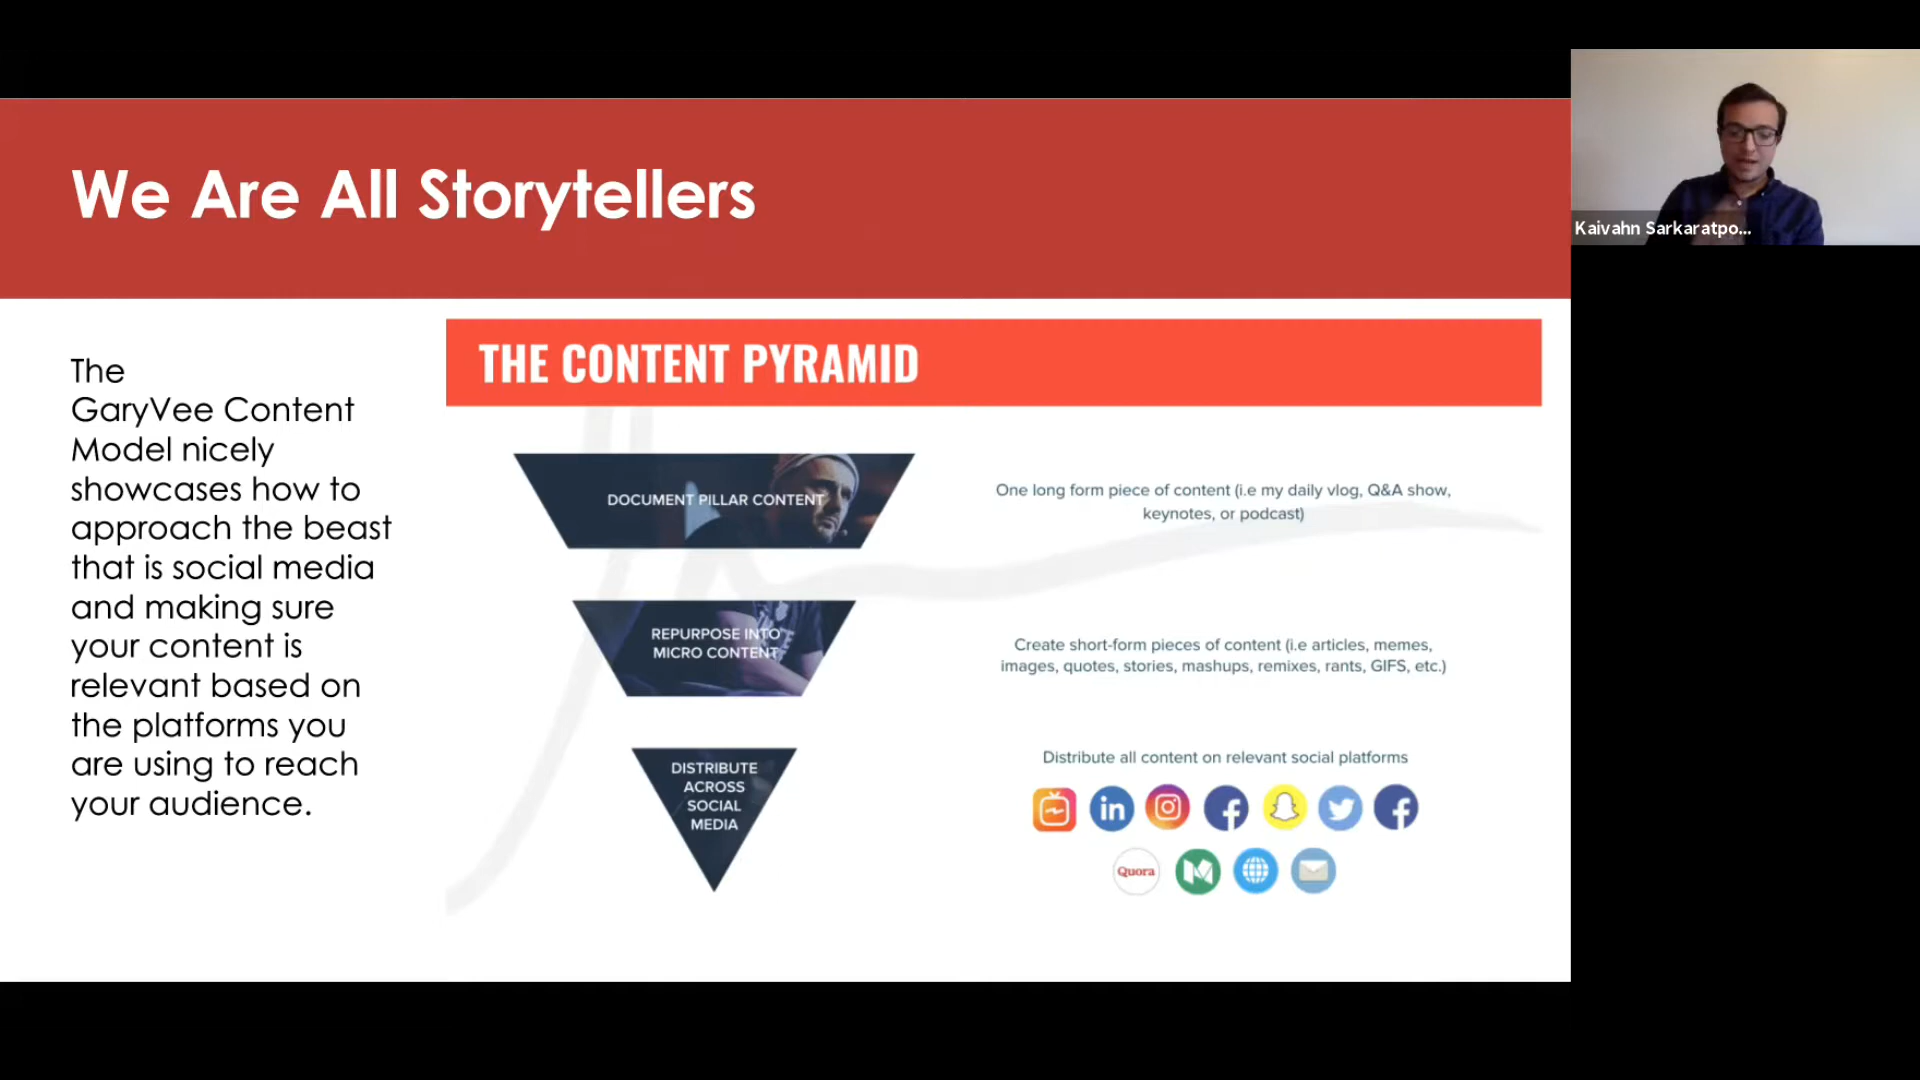 We Are All Storytellers
Kaivahn Sarkaratpo...
The
GaryVee Content
Model nicely
showcases how to
approach the beast
that is social media
and making sure
your content is
relevant based on
the platforms you
are using to reach
your audience.
THE CONTENT PYRAMID
DOCUMENT PILLAR CONTENT
One long form piece of content (i.e my daily vlog, Q&A show,
keynotes, or podcast)
REPURPOSE INTO
MICRO CONTENT
Create short-form pieces of content (i.e articles, memes,
images, quotes, stories, mashups, remixes, rants, GIFS, etc.)
DISTRIBUTE
ACROSS
SOCIAL
MEDIA
Distribute all content on relevant social platforms
in
Quora